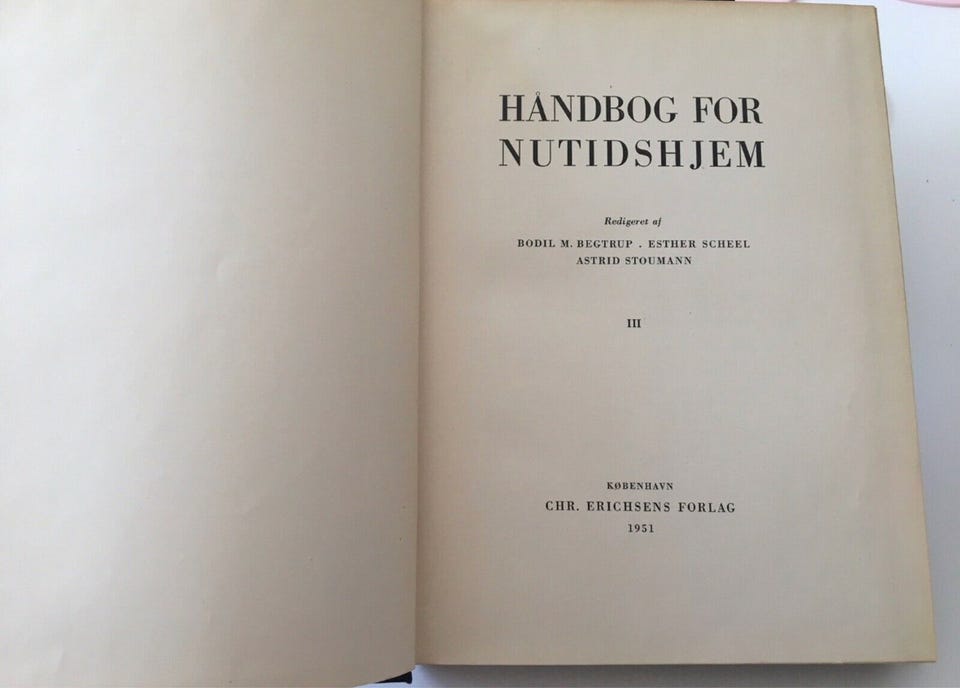 HÅNDBOG FOR
NUTIDSHJEM
Redigeret af
BODIL M. BEGTRUP . ESTHER SCHEEL
ASTRID STOUMANN
III
KØBENHAVN
CHR. ERICHSENS FORLAG
1951